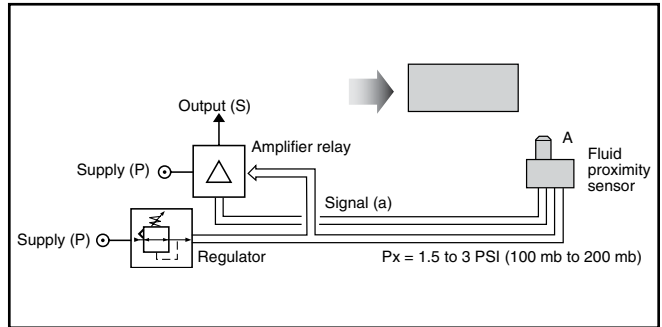 Output (S)
Amplifier relay
A
Supply (P)
Fluid
proximity
sensor
Signal (a)
Supply (P)
Regulator
Px = 1.5 to 3 PSI (100 mb to 200 mb)